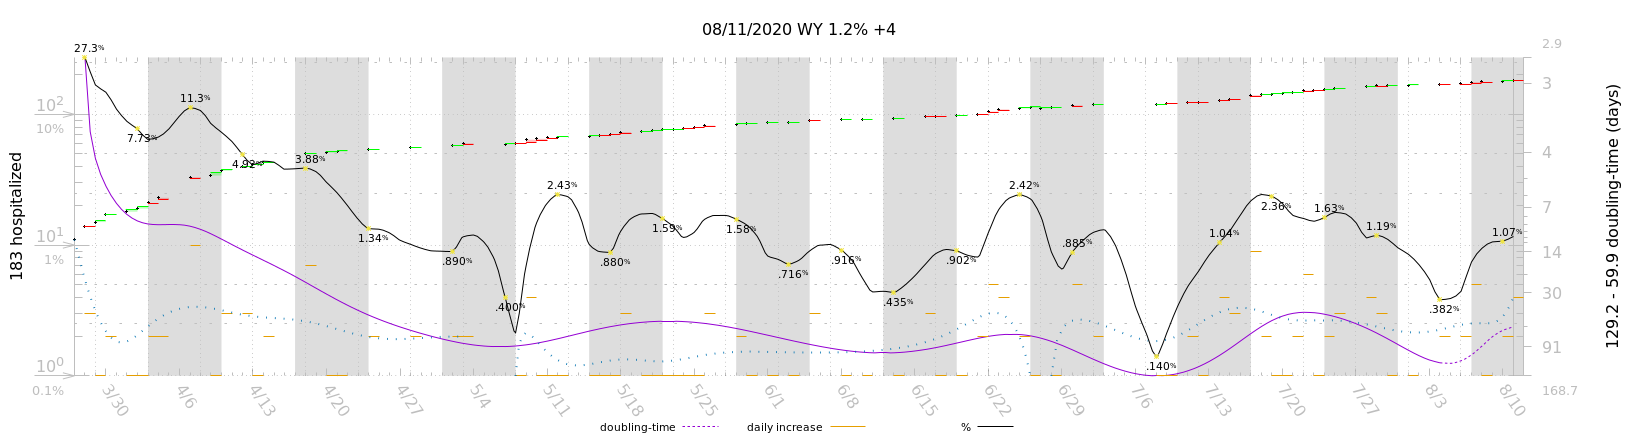 08/11/2020 WY 1.2% +4
183 hospitalized
129.2 - 59.9 doubling-time (days)
10² 10% 10¹ 1% 10⁰ 0.1%
2.9 3 4 7 14 30 91 168.7
27.3% 7.73% 11.3% 4.92% 3.88% 1.34% .890% .400% 2.43% .880% 1.59% 1.58% .716% .916% .435% .902% 2.42% .885% .140% 1.04% 2.36% 1.63% 1.19% .382% 1.07%
3/30 4/6 4/13 4/20 4/27 5/4 5/11 5/18 5/25 6/1 6/8 6/15 6/22 6/29 7/6 7/13 7/20 7/27 8/3 8/10
doubling-time daily increase %